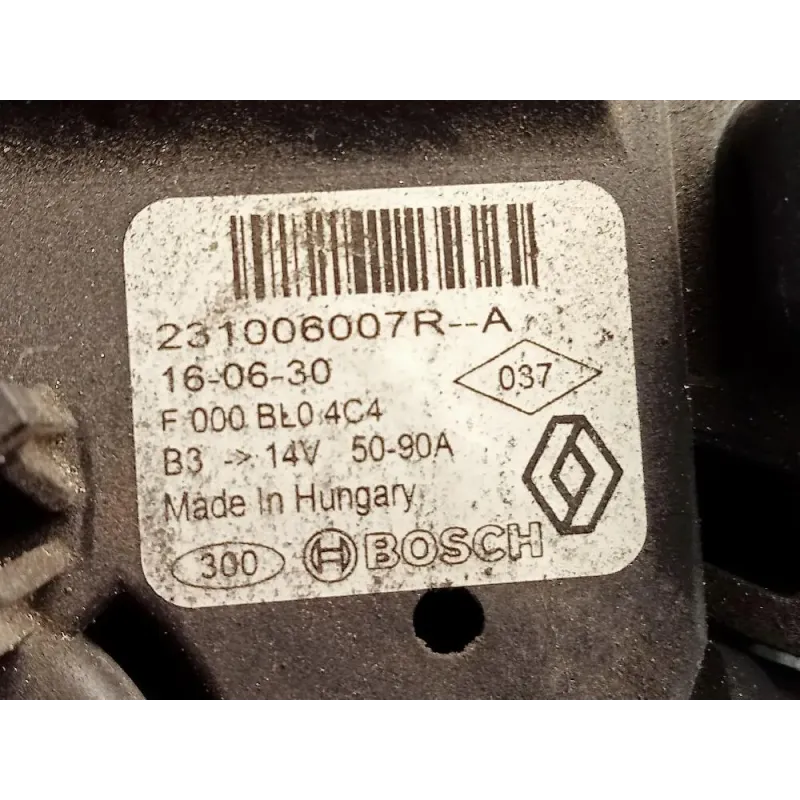 231006007R--A
16-06-30
037
F 000 BL0 4C4
B3 -> 14V 50-90A
Made In Hungary
300 BOSCH